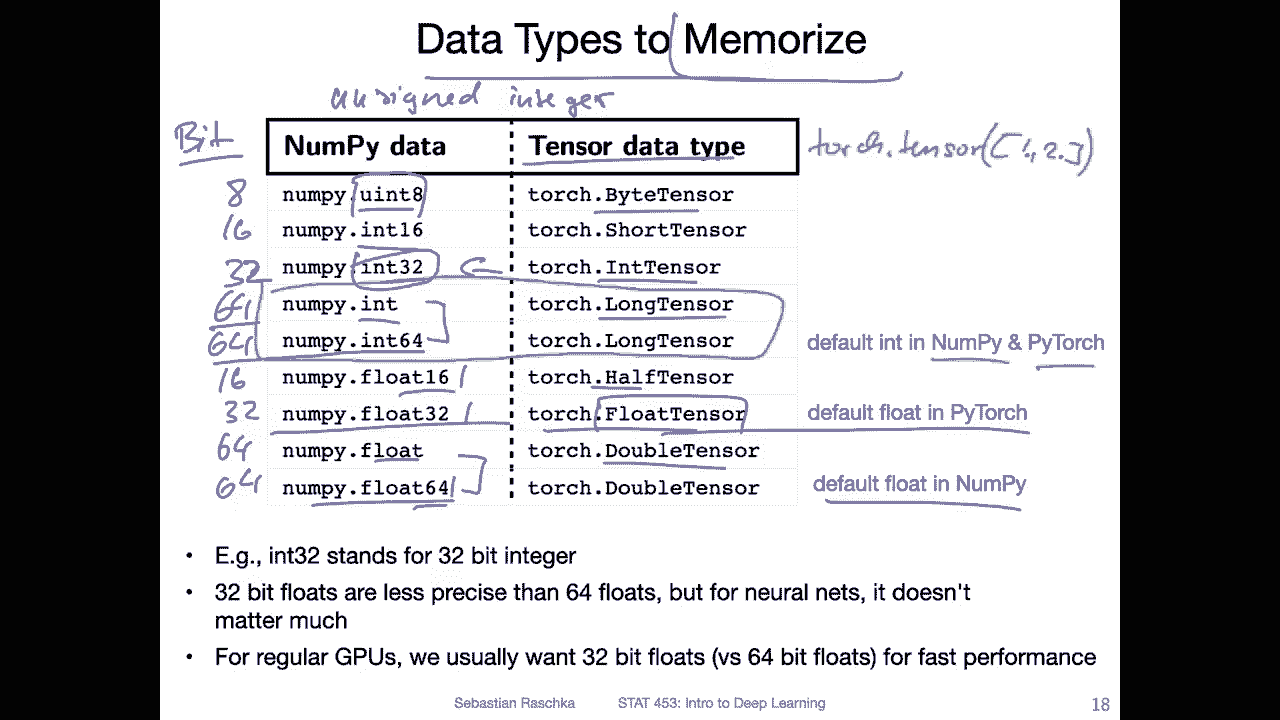 Data Types to Memorize
unsigned integer
Bit NumPy data Tensor data type torch.tensor([1,2.])
8 numpy.uint8 torch.ByteTensor
16 numpy.int16 torch.ShortTensor
32 numpy.int32 torch.IntTensor
64 numpy.int torch.LongTensor
64 numpy.int64 torch.LongTensor default int in NumPy & PyTorch
16 numpy.float16 torch.HalfTensor
32 numpy.float32 torch.FloatTensor default float in PyTorch
64 numpy.float torch.DoubleTensor
64 numpy.float64 torch.DoubleTensor default float in NumPy
• E.g., int32 stands for 32 bit integer
• 32 bit floats are less precise than 64 floats, but for neural nets, it doesn't
matter much
• For regular GPUs, we usually want 32 bit floats (vs 64 bit floats) for fast performance
Sebastian Raschka STAT 453: Intro to Deep Learning 18